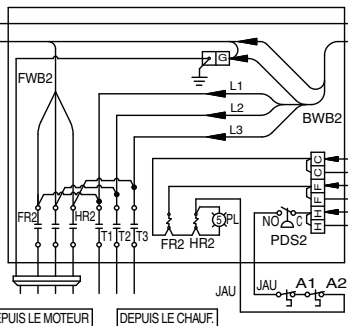 G
FWB2
L1
L2
L3
BWB2
C
C
F
F
H
H
FR2
HR2
T1
T2
T3
5
PL
FR2
HR2
NO
C
PDS2
JAU
JAU
A1
A2
EPUIS LE MOTEUR
DEPUIS LE CHAUF.